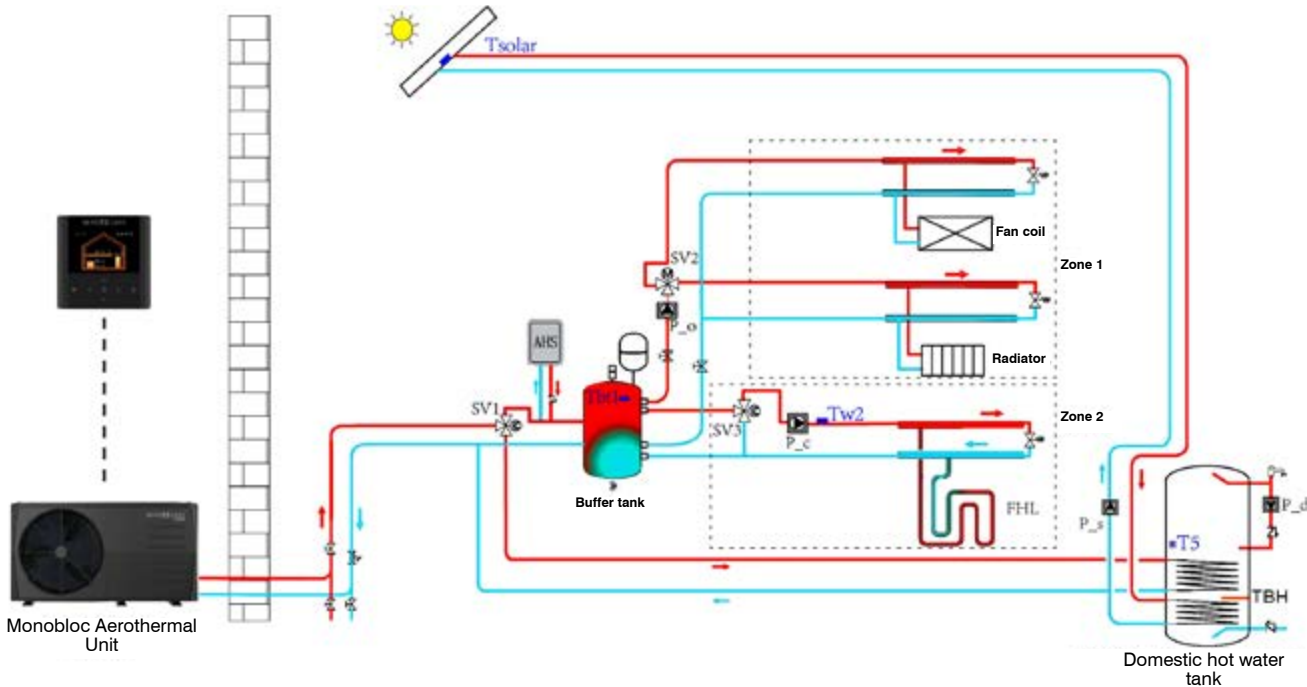 Tsolar
Fan coil
SV2
M
Zone 1
P_o
AHS
Radiator
Tbt1
SV1
Tw2
Zone 2
SV3
P_c
Buffer tank
FHL
P_s
P_d
T5
TBH
Monobloc Aerothermal
Unit
Domestic hot water
tank